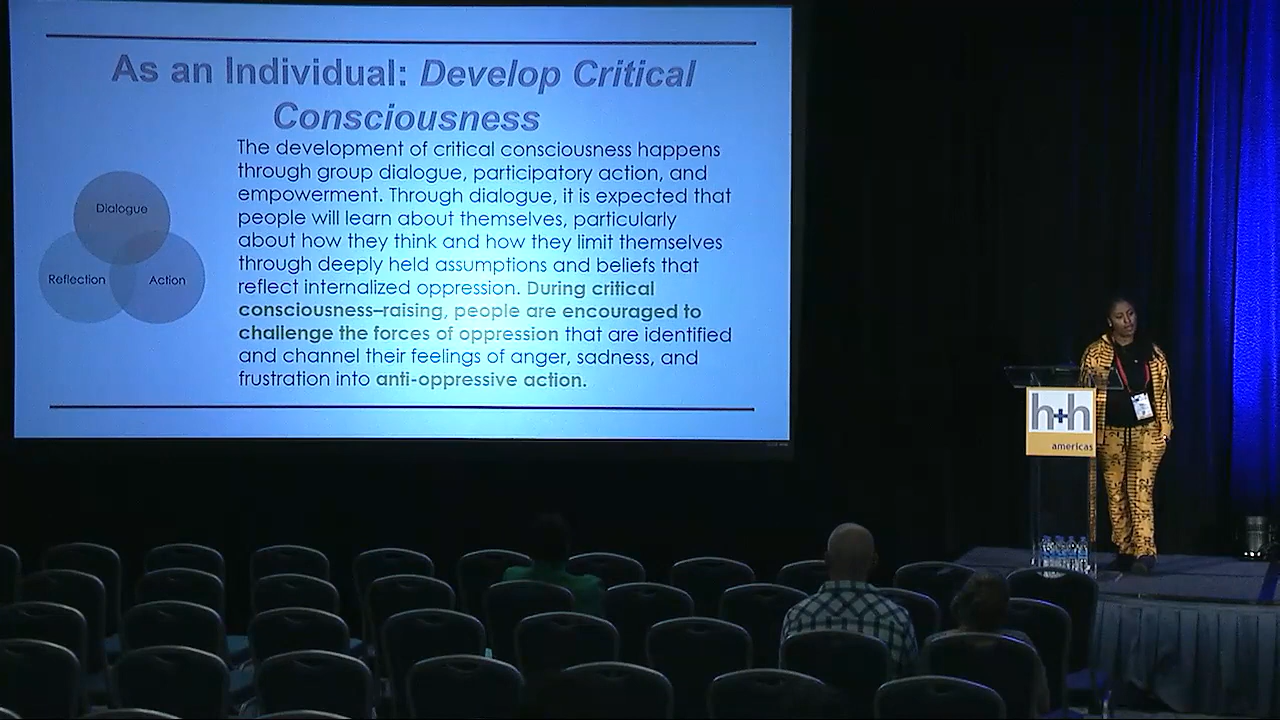 As an Individual: Develop Critical
Consciousness
The development of critical consciousness happens
through group dialogue, participatory action, and
empowerment. Through dialogue, it is expected that
people will learn about themselves, particularly
about how they think and how they limit themselves
through deeply held assumptions and beliefs that
reflect internalized oppression. During critical
consciousness–raising, people are encouraged to
challenge the forces of oppression that are identified
and channel their feelings of anger, sadness, and
frustration into anti-oppressive action.
Dialogue
Reflection
Action
h+h
americas